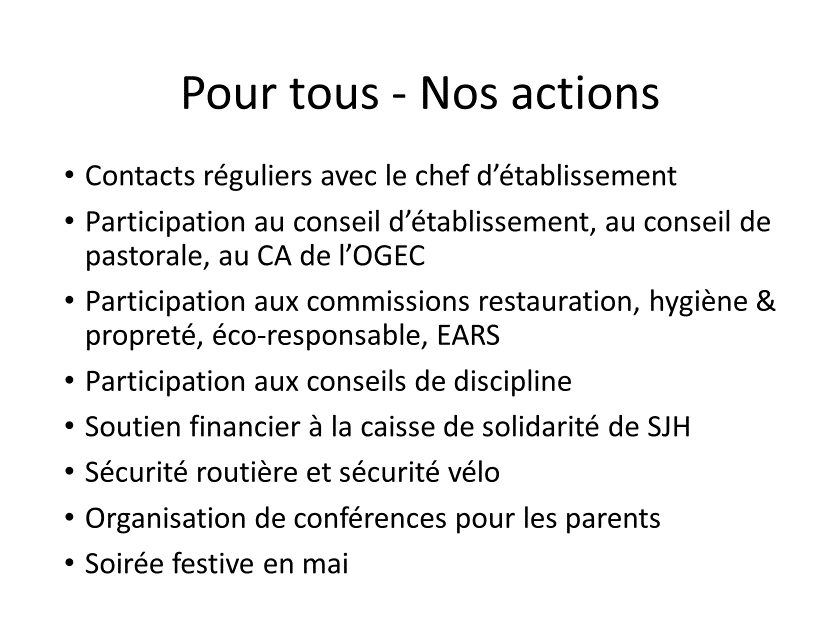 Pour tous - Nos actions
• Contacts réguliers avec le chef d’établissement
• Participation au conseil d’établissement, au conseil de
pastorale, au CA de l’OGEC
• Participation aux commissions restauration, hygiène &
propreté, éco-responsable, EARS
• Participation aux conseils de discipline
• Soutien financier à la caisse de solidarité de SJH
• Sécurité routière et sécurité vélo
• Organisation de conférences pour les parents
• Soirée festive en mai